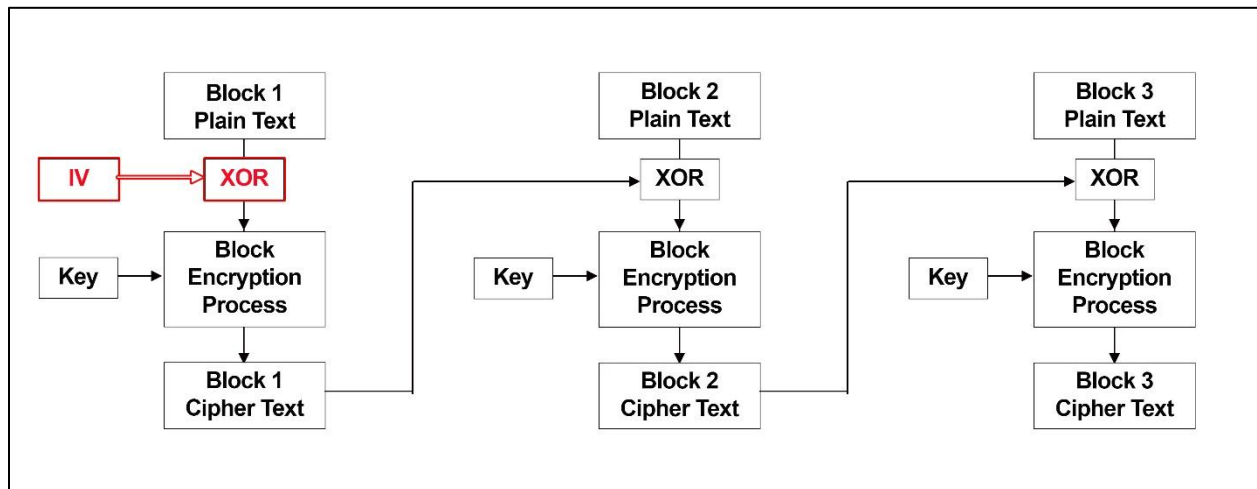 Block 1
Plain Text
Block 2
Plain Text
Block 3
Plain Text
IV
XOR
XOR
XOR
Key
Block
Encryption
Process
Key
Block
Encryption
Process
Key
Block
Encryption
Process
Block 1
Cipher Text
Block 2
Cipher Text
Block 3
Cipher Text